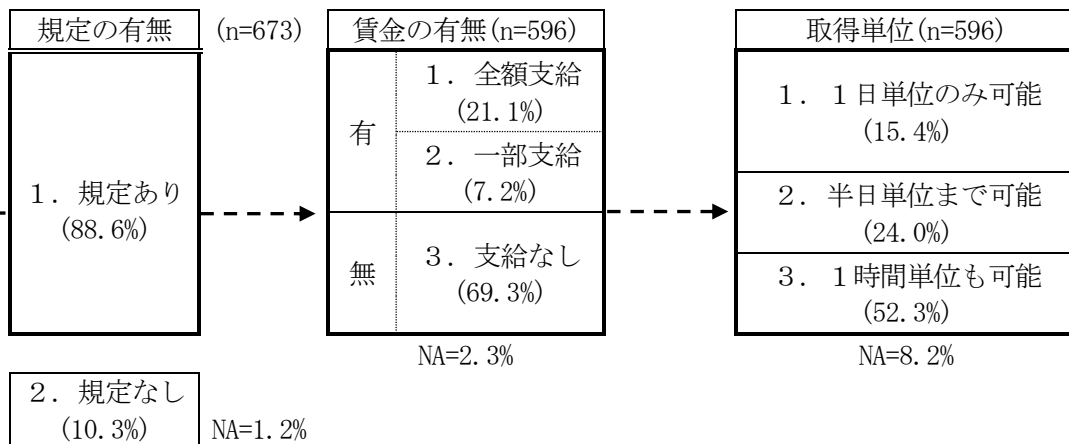 規定の有無 (n=673)
1．規定あり
(88.6%)
2．規定なし
(10.3%) NA=1.2%
賃金の有無(n=596)
有
1．全額支給
(21.1%)
2．一部支給
(7.2%)
無
3．支給なし
(69.3%)
NA=2.3%
取得単位(n=596)
1．1日単位のみ可能
(15.4%)
2．半日単位まで可能
(24.0%)
3．1時間単位も可能
(52.3%)
NA=8.2%